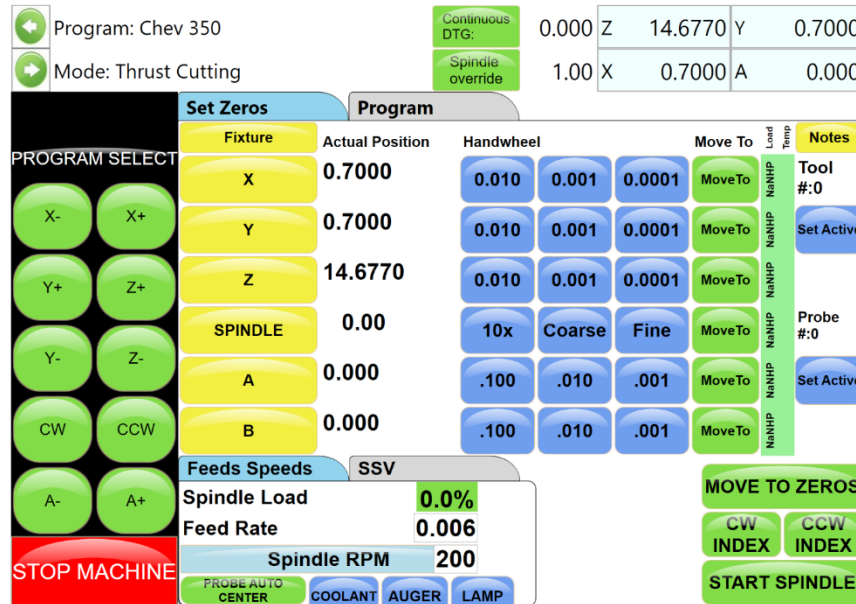 Program: Chev 350
Continuous DTG: 0.000 Z 14.6770 Y 0.7000
Mode: Thrust Cutting
Spindle override 1.00 X 0.7000 A 0.000
Set Zeros Program
PROGRAM SELECT
Fixture Actual Position Handwheel Move To Load Temp Notes
X 0.7000 0.010 0.001 0.0001 MoveTo NaNHP Tool #:0
Y 0.7000 0.010 0.001 0.0001 MoveTo NaNHP Set Active
Z 14.6770 0.010 0.001 0.0001 MoveTo NaNHP
SPINDLE 0.00 10x Coarse Fine MoveTo NaNHP Probe #:0
A 0.000 .100 .010 .001 MoveTo NaNHP Set Active
B 0.000 .100 .010 .001 MoveTo NaNHP
X- X+
Y+ Z+
Y- Z-
CW CCW
A- A+
STOP MACHINE
Feeds Speeds SSV
Spindle Load 0.0%
Feed Rate 0.006
Spindle RPM 200
PROBE AUTO CENTER COOLANT AUGER LAMP
MOVE TO ZEROS
CW INDEX CCW INDEX
START SPINDLE